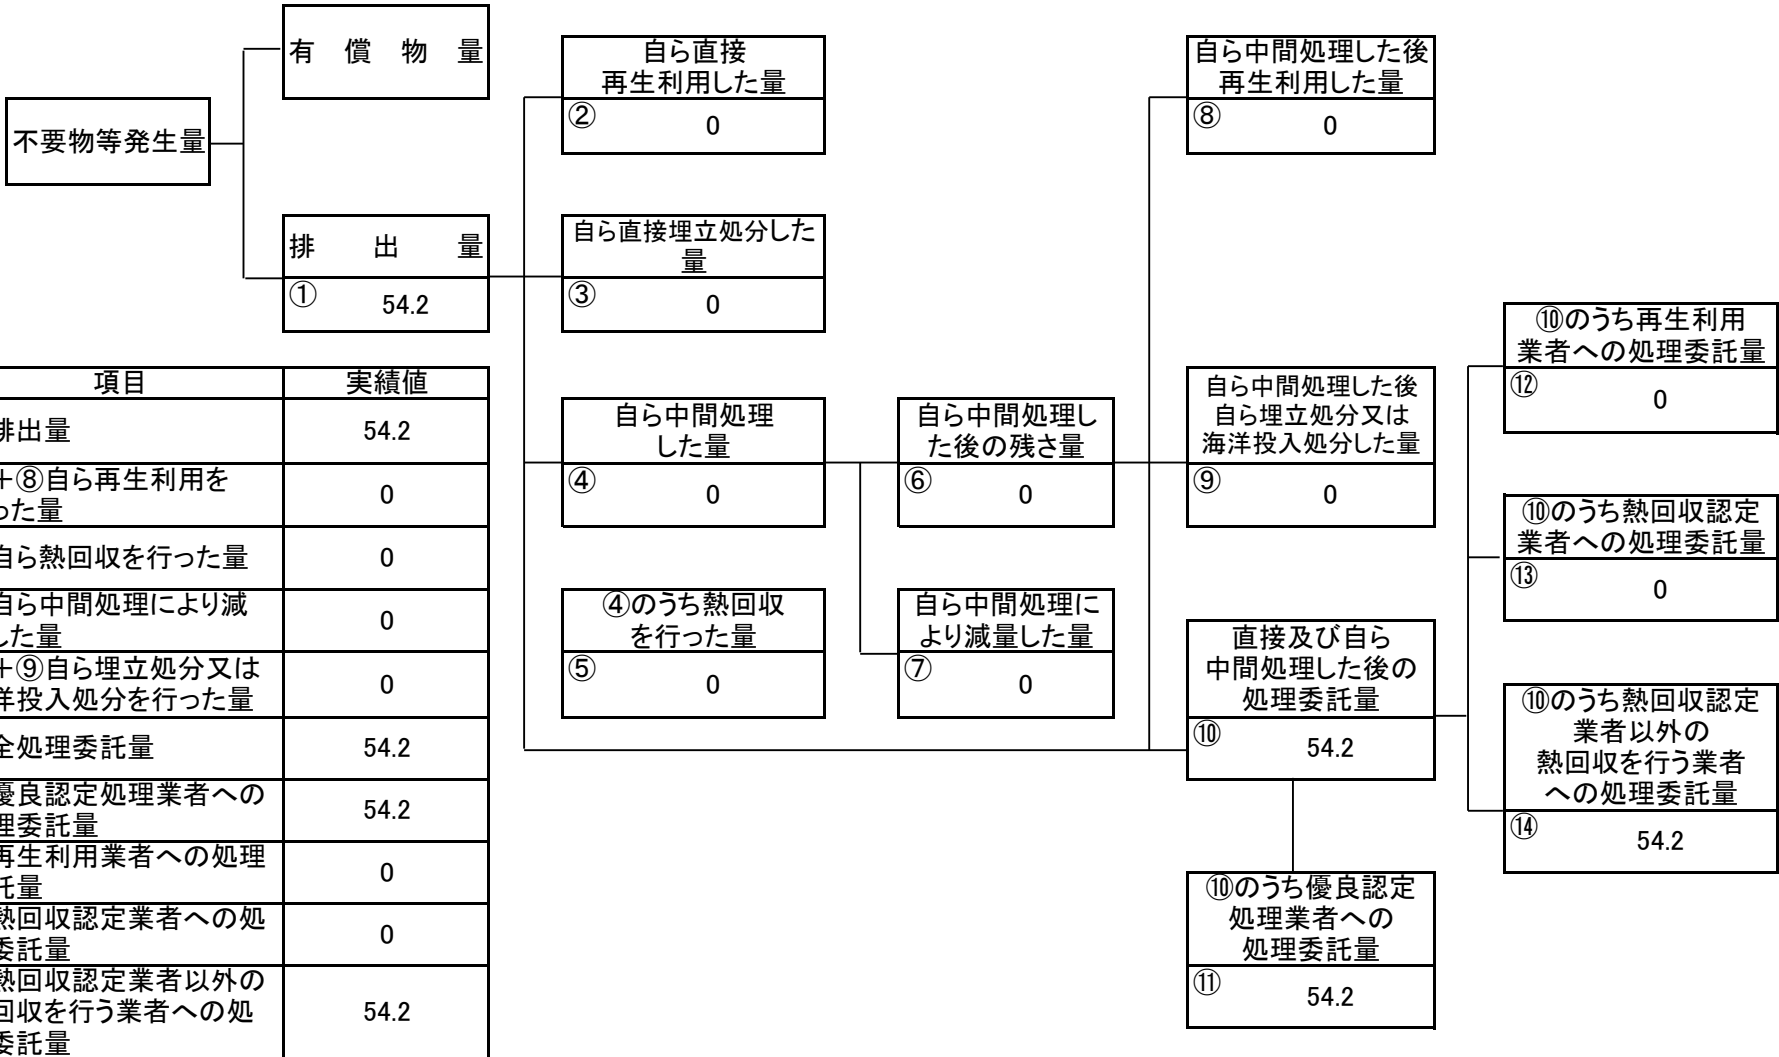 不要物等発生量
有償物量
排出量
① 54.2
自ら直接
再生利用した量
② 0
自ら直接埋立処分した
量
③ 0
自ら中間処理
した量
④ 0
④のうち熱回収
を行った量
⑤ 0
自ら中間処理し
た後の残さ量
⑥ 0
自ら中間処理に
より減量した量
⑦ 0
自ら中間処理した後
再生利用した量
⑧ 0
自ら中間処理した後
自ら埋立処分又は
海洋投入処分した量
⑨ 0
直接及び自ら
中間処理した後の
処理委託量
⑩ 54.2
⑩のうち優良認定
処理業者への
処理委託量
⑪ 54.2
⑩のうち再生利用
業者への処理委託量
⑫ 0
⑩のうち熱回収認定
業者への処理委託量
⑬ 0
⑩のうち熱回収認定
業者以外の
熱回収を行う業者
への処理委託量
⑭ 54.2
項目 実績値
排出量 54.2
+⑧自ら再生利用を
った量 0
自ら熱回収を行った量 0
自ら中間処理により減
した量 0
+⑨自ら埋立処分又は
洋投入処分を行った量 0
全処理委託量 54.2
優良認定処理業者への
理委託量 54.2
再生利用業者への処理
託量 0
熱回収認定業者への処
委託量 0
熱回収認定業者以外の
回収を行う業者への処
委託量 54.2